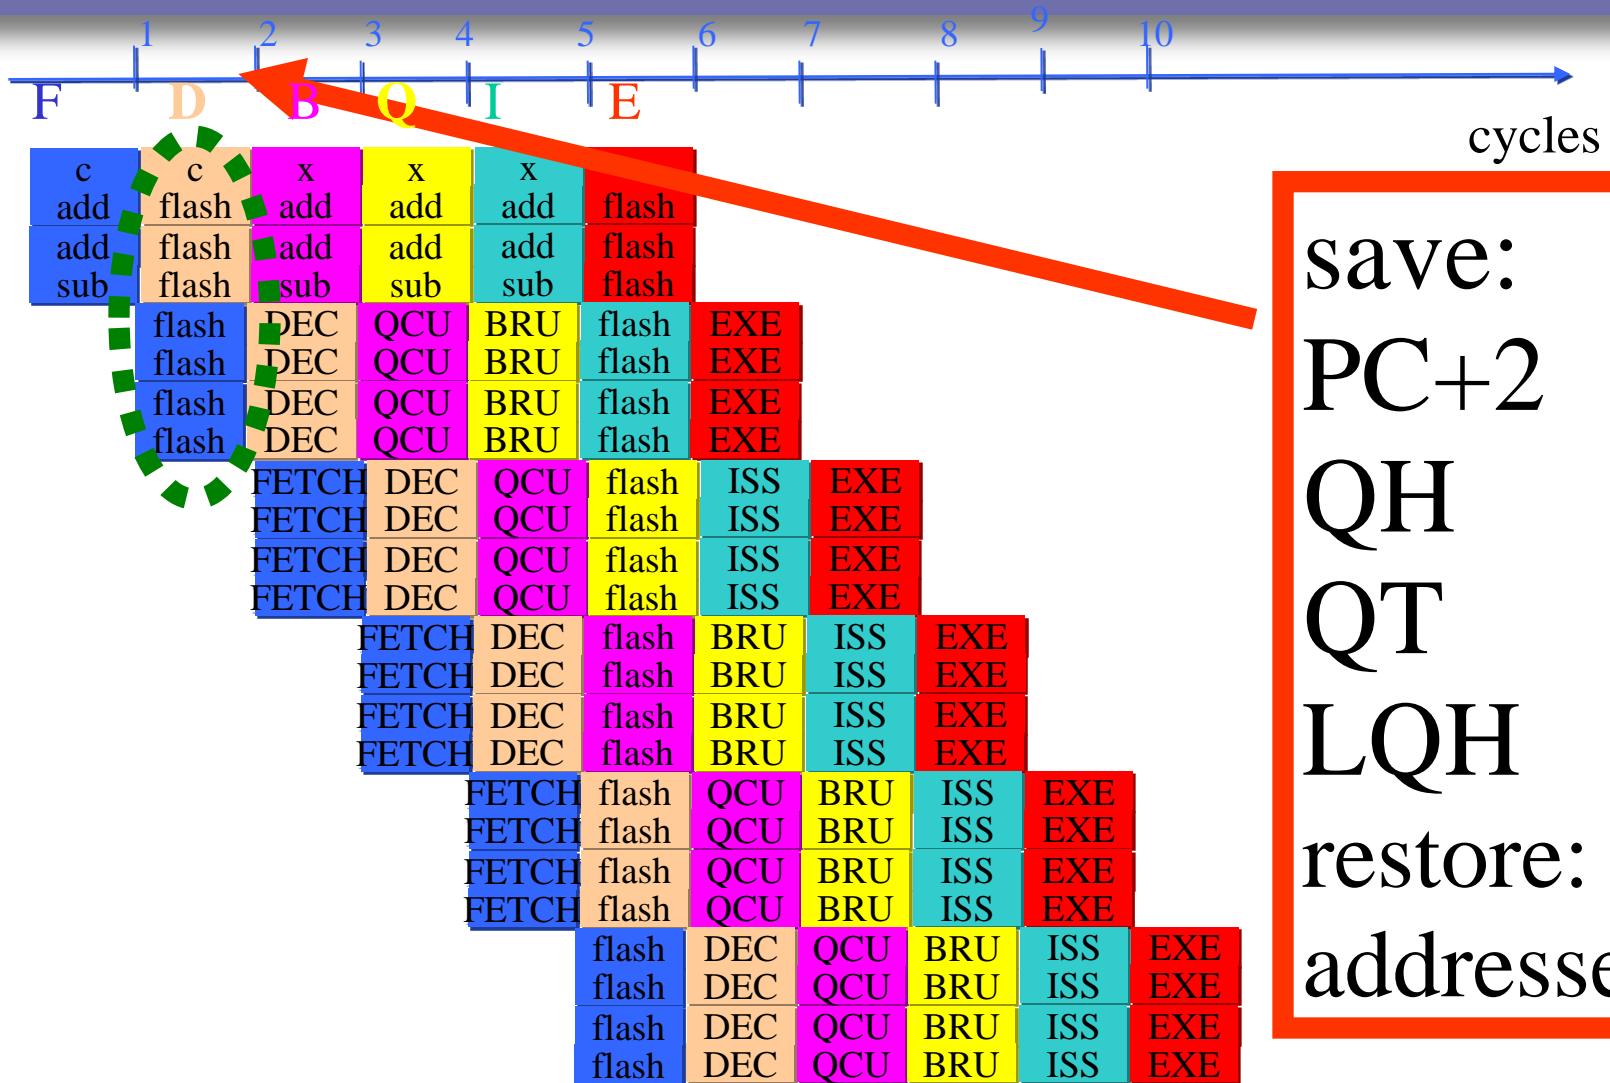 1 2 3 4 5 6 7 8 9 10
F D B Q I E
cycles
c c x x x
add flash add add add flash
add flash add add add flash
sub flash sub sub sub flash
flash DEC QCU BRU flash EXE
flash DEC QCU BRU flash EXE
flash DEC QCU BRU flash EXE
flash DEC QCU BRU flash EXE
FETCH DEC QCU flash ISS EXE
FETCH DEC QCU flash ISS EXE
FETCH DEC QCU flash ISS EXE
FETCH DEC QCU flash ISS EXE
FETCH DEC flash BRU ISS EXE
FETCH DEC flash BRU ISS EXE
FETCH DEC flash BRU ISS EXE
FETCH DEC flash BRU ISS EXE
FETCH flash QCU BRU ISS EXE
FETCH flash QCU BRU ISS EXE
FETCH flash QCU BRU ISS EXE
FETCH flash QCU BRU ISS EXE
flash DEC QCU BRU ISS EXE
flash DEC QCU BRU ISS EXE
flash DEC QCU BRU ISS EXE
flash DEC QCU BRU ISS EXE
save:
PC+2
QH
QT
LQH
restore: